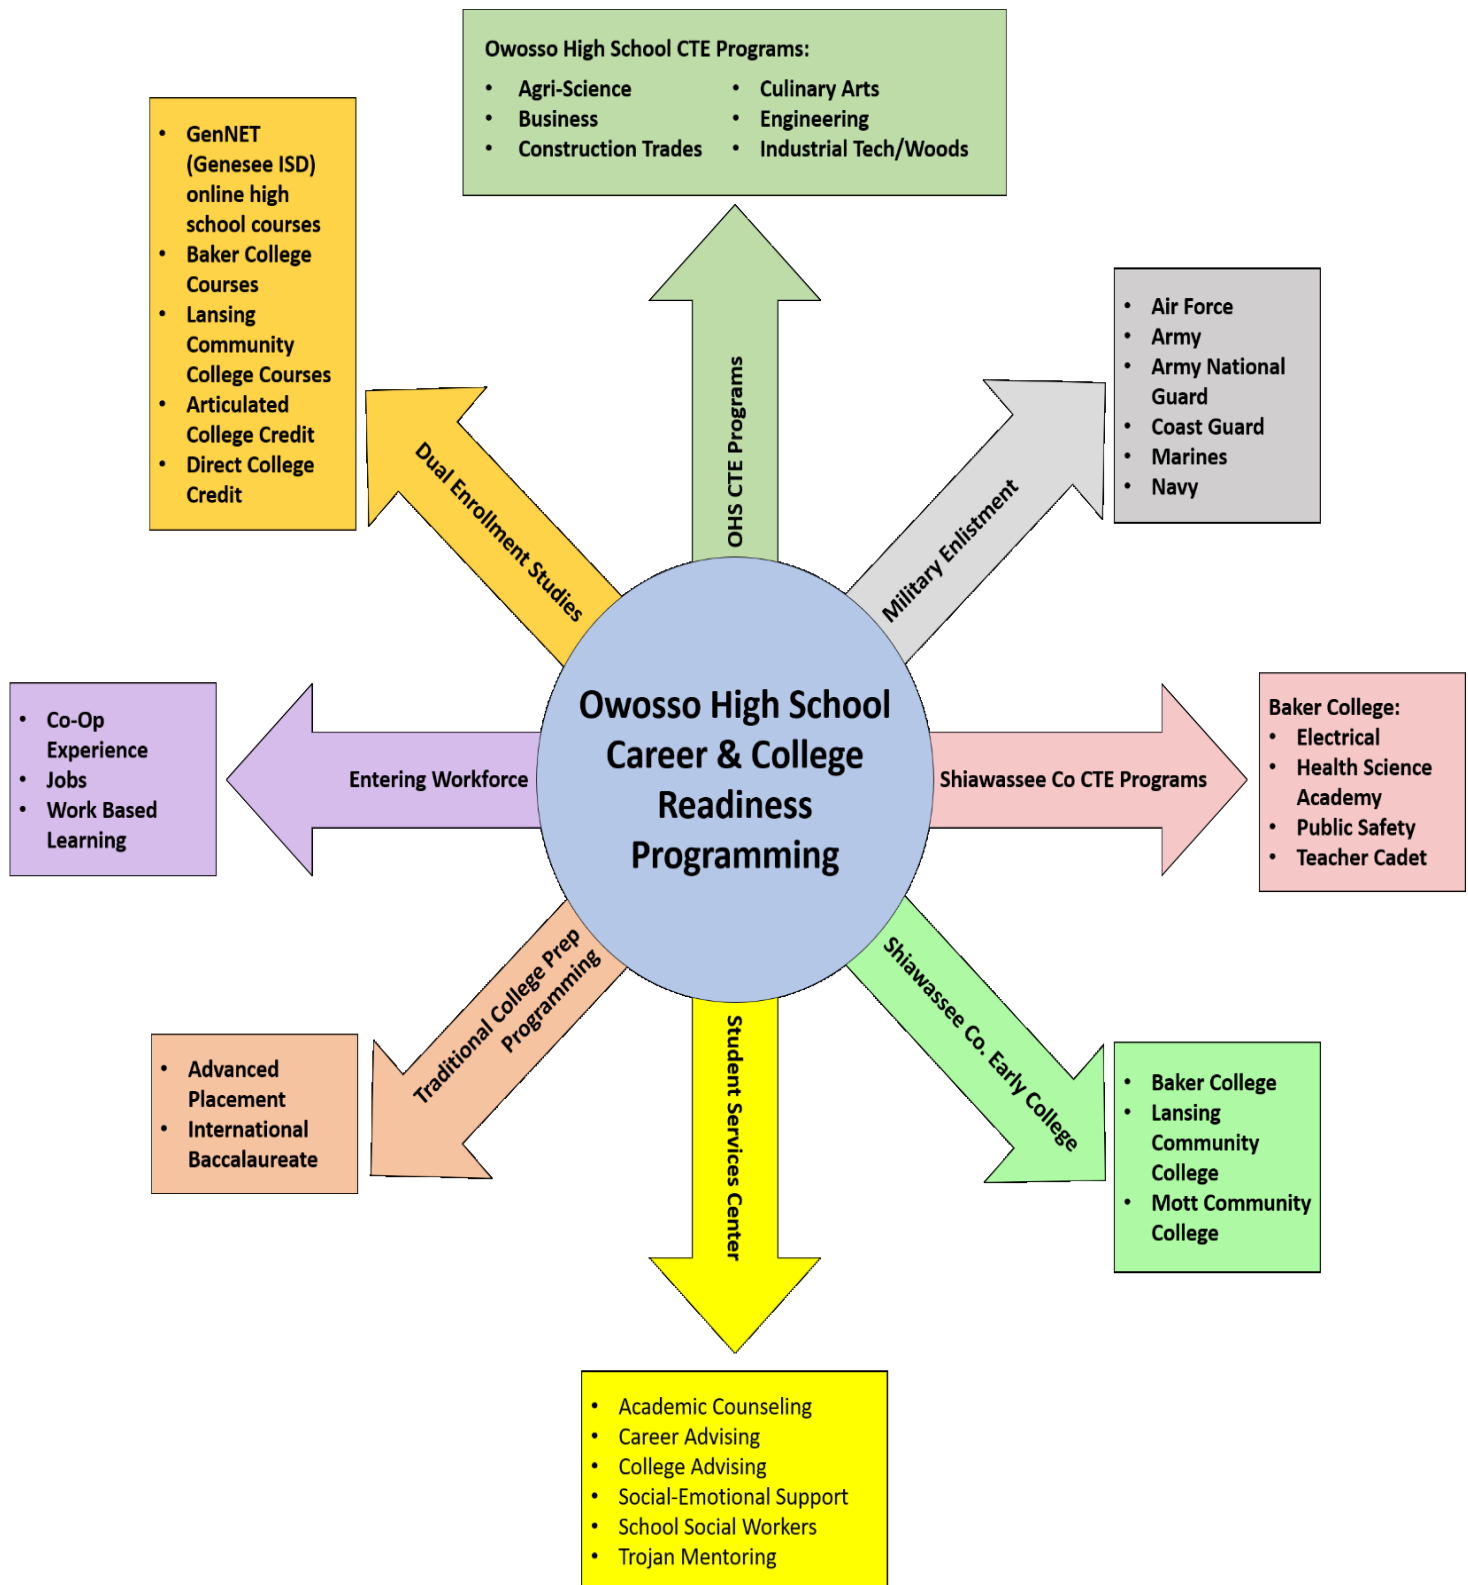 Owosso High School CTE Programs:
• Agri-Science
• Business
• Construction Trades
• Culinary Arts
• Engineering
• Industrial Tech/Woods
• GenNET
(Genesee ISD)
online high
school courses
• Baker College
Courses
• Lansing
Community
College Courses
• Articulated
College Credit
• Direct College
Credit
• Air Force
• Army
• Army National
Guard
• Coast Guard
• Marines
• Navy
OHS CTE Programs
Dual Enrollment Studies
Military Enlistment
• Co-Op
Experience
• Jobs
• Work Based
Learning
Entering Workforce
Owosso High School
Career & College
Readiness
Programming
Shiawassee Co CTE Programs
Baker College:
• Electrical
• Health Science
Academy
• Public Safety
• Teacher Cadet
Traditional College Prep
Programming
Student Services Center
Shiawassee Co. Early College
• Advanced
Placement
• International
Baccalaureate
• Baker College
• Lansing
Community
College
• Mott Community
College
• Academic Counseling
• Career Advising
• College Advising
• Social-Emotional Support
• School Social Workers
• Trojan Mentoring